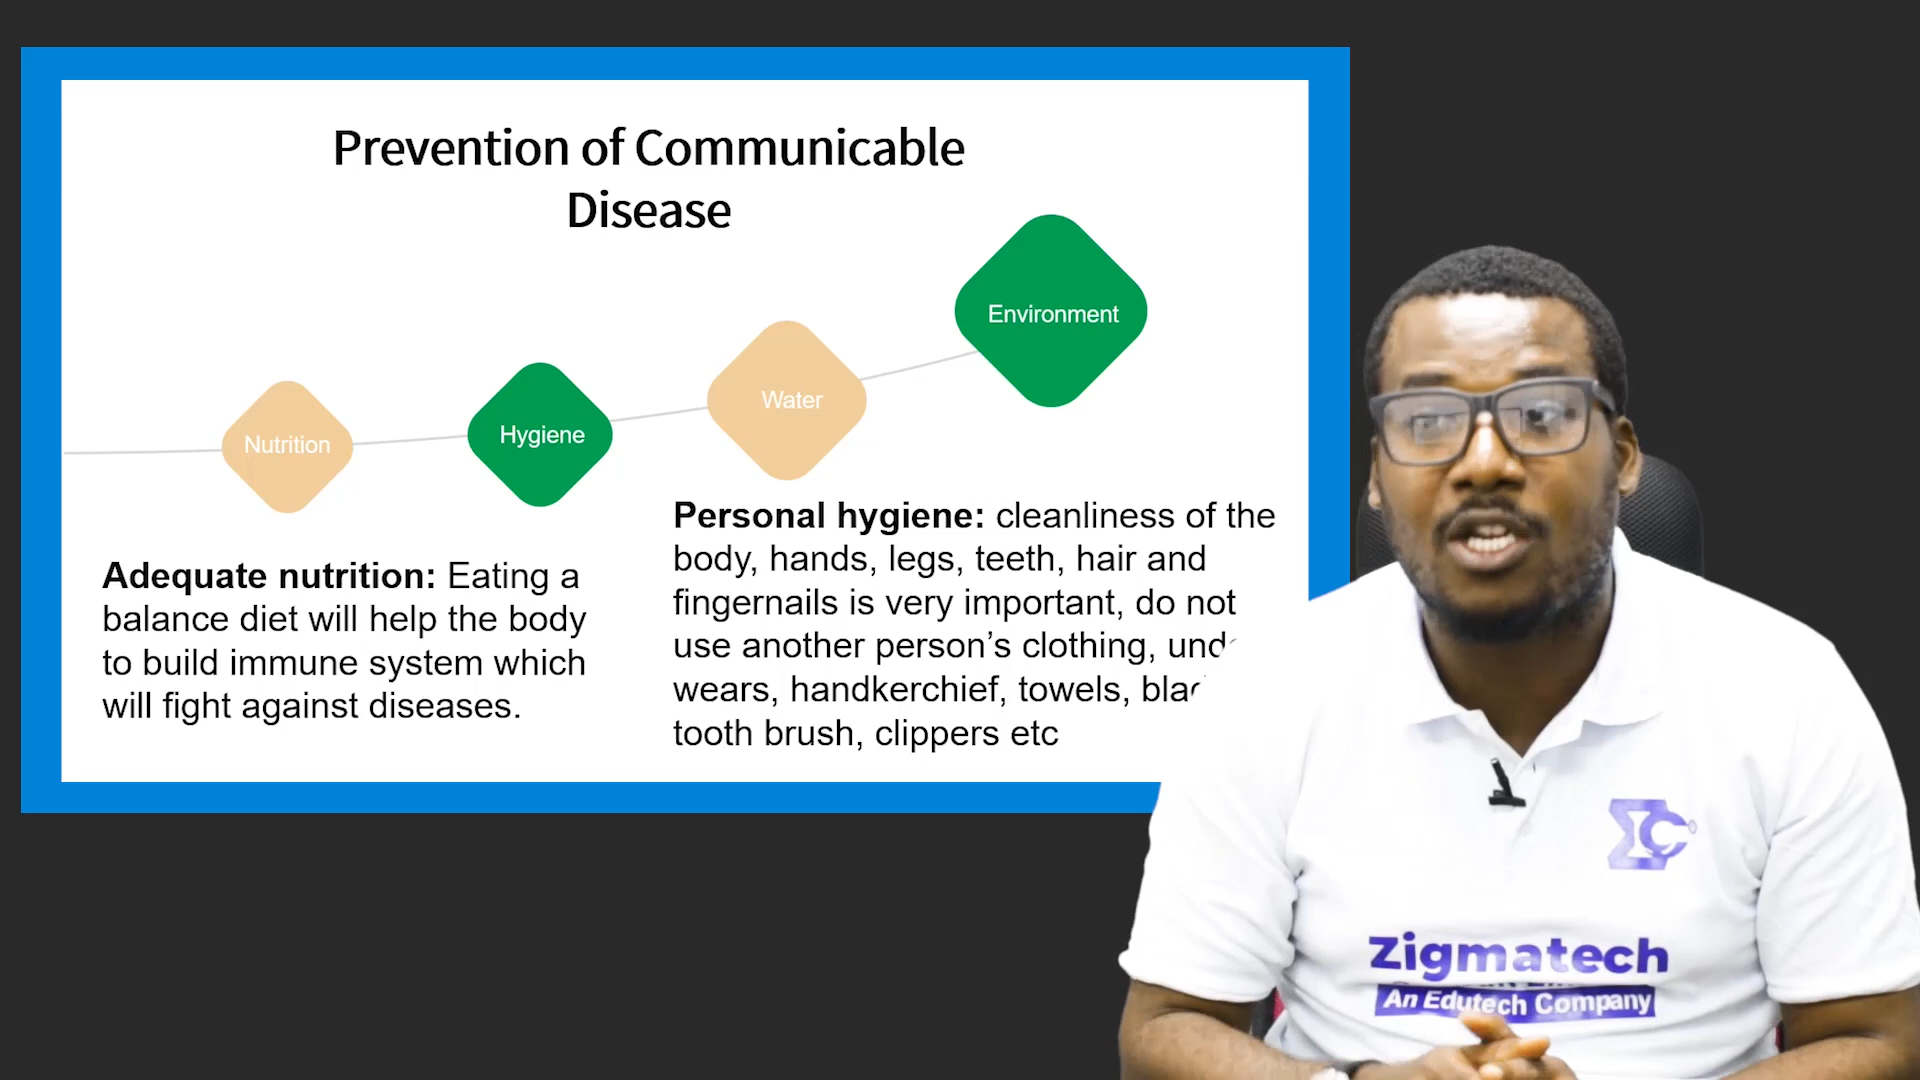 Prevention of Communicable
Disease
Environment
Water
Hygiene
Nutrition
Adequate nutrition: Eating a
balance diet will help the body
to build immune system which
will fight against diseases.
Personal hygiene: cleanliness of the
body, hands, legs, teeth, hair and
fingernails is very important, do not
use another person’s clothing,
wears, handkerchief, towels,
tooth brush, clippers etc
Zigmatech
An Edutech Company